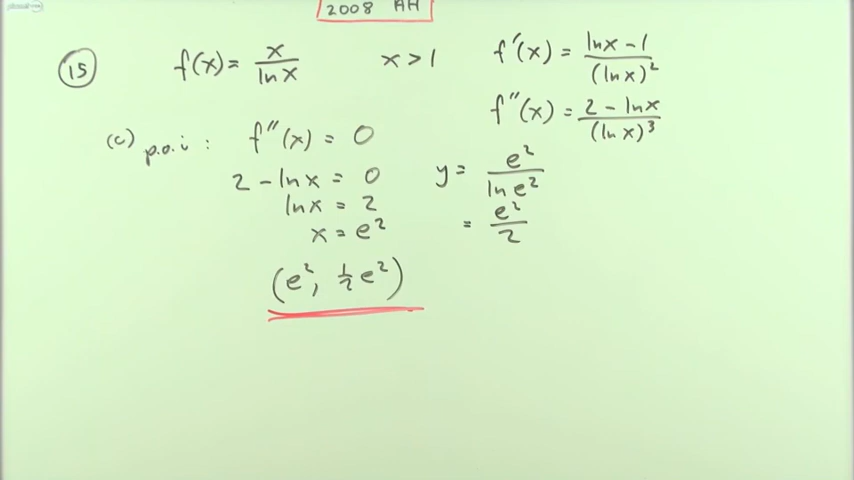 2008 AH
15 f(x) = x/ln x x > 1 f'(x) = (ln x - 1)/(ln x)²
f''(x) = (2 - ln x)/(ln x)³
(c) p.o.i : f''(x) = 0
2 - ln x = 0 y = e²/ln e²
ln x = 2 = e²/2
x = e²
(e², ½e²)